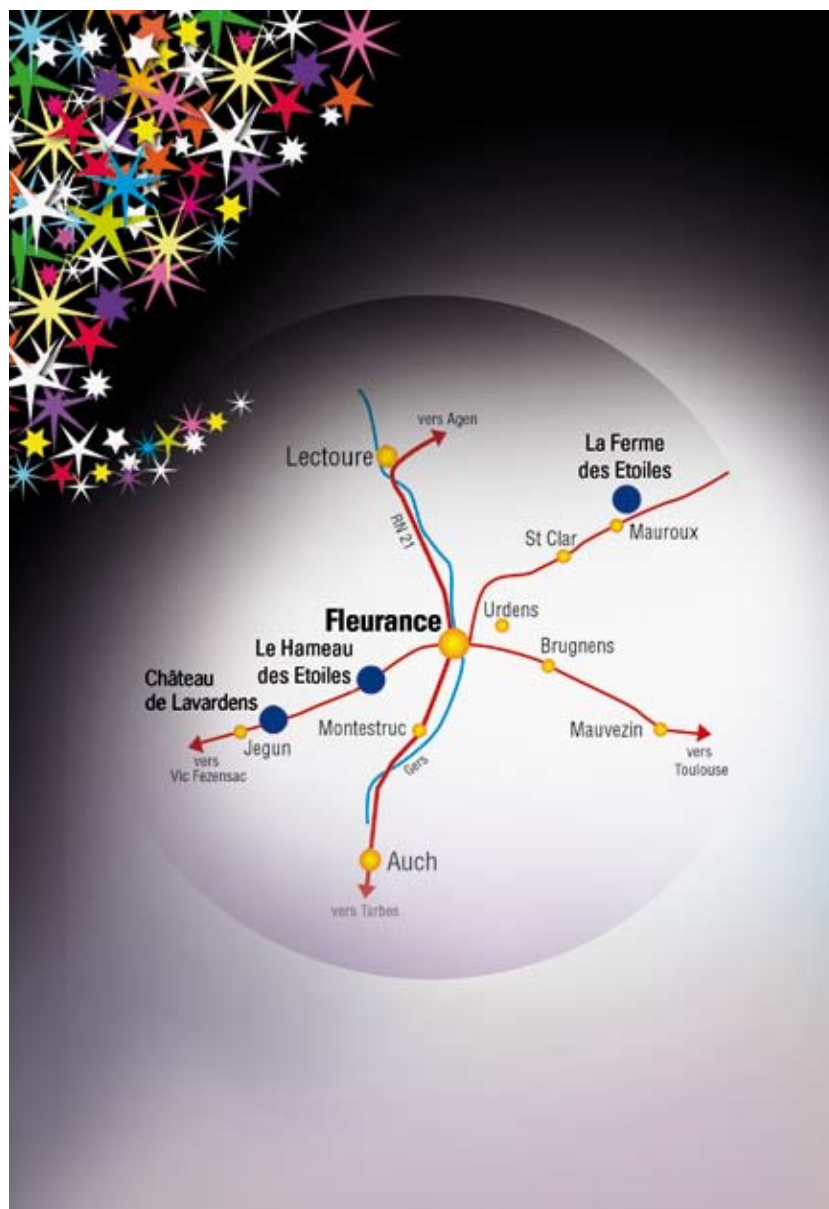 vers Agen
Lectoure
La Ferme
des Etoiles
RN 21
St Clar
Mauroux
Urdens
Fleurance
Brugnens
Le Hameau
des Etoiles
Château
de Lavardens
Montestruc
Mauvezin
Jegun
vers
Vic Fezensac
vers
Toulouse
Gers
Auch
vers Tarbes